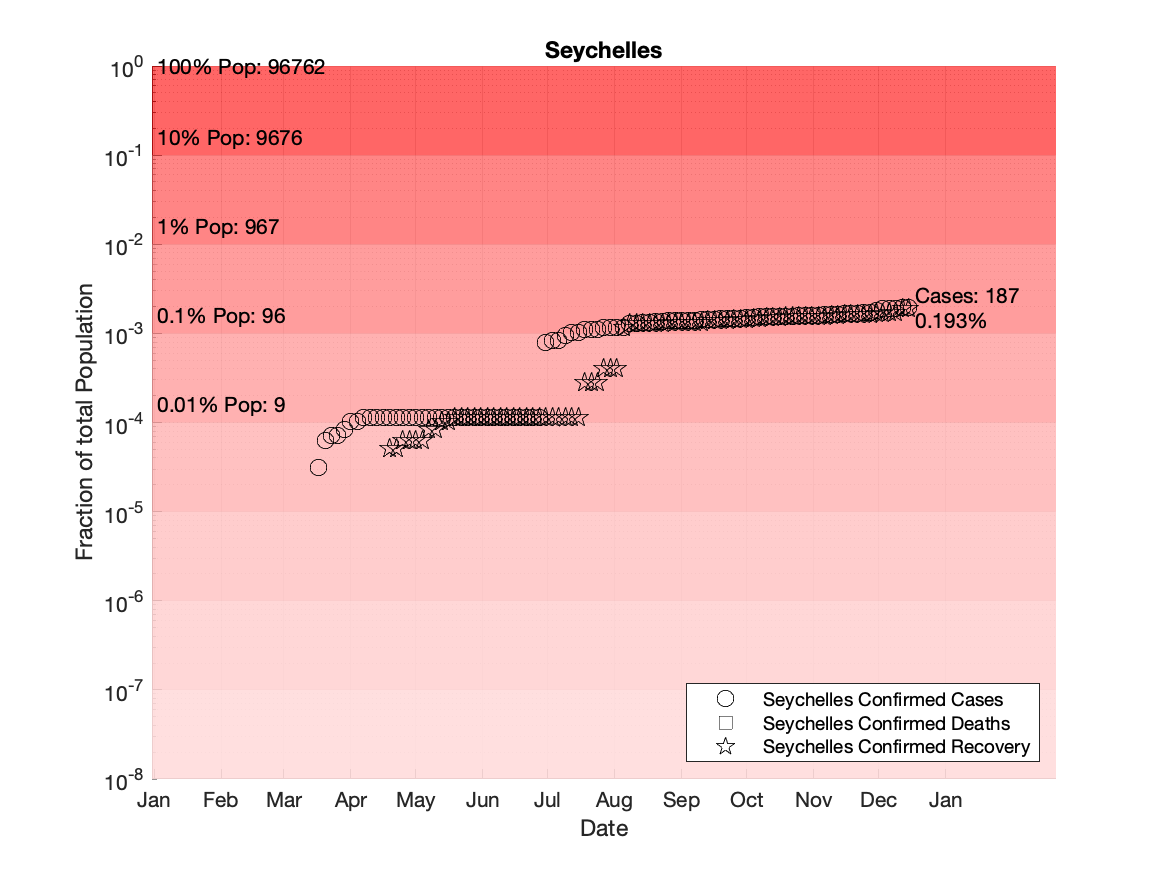 Seychelles
10^0
100% Pop: 96762
10% Pop: 9676
10^-1
1% Pop: 967
10^-2
Cases: 187
0.1% Pop: 96
0.193%
10^-3
0.01% Pop: 9
10^-4
10^-5
10^-6
10^-7
10^-8
Fraction of total Population
Seychelles Confirmed Cases
Seychelles Confirmed Deaths
Seychelles Confirmed Recovery
Jan Feb Mar Apr May Jun Jul Aug Sep Oct Nov Dec Jan
Date